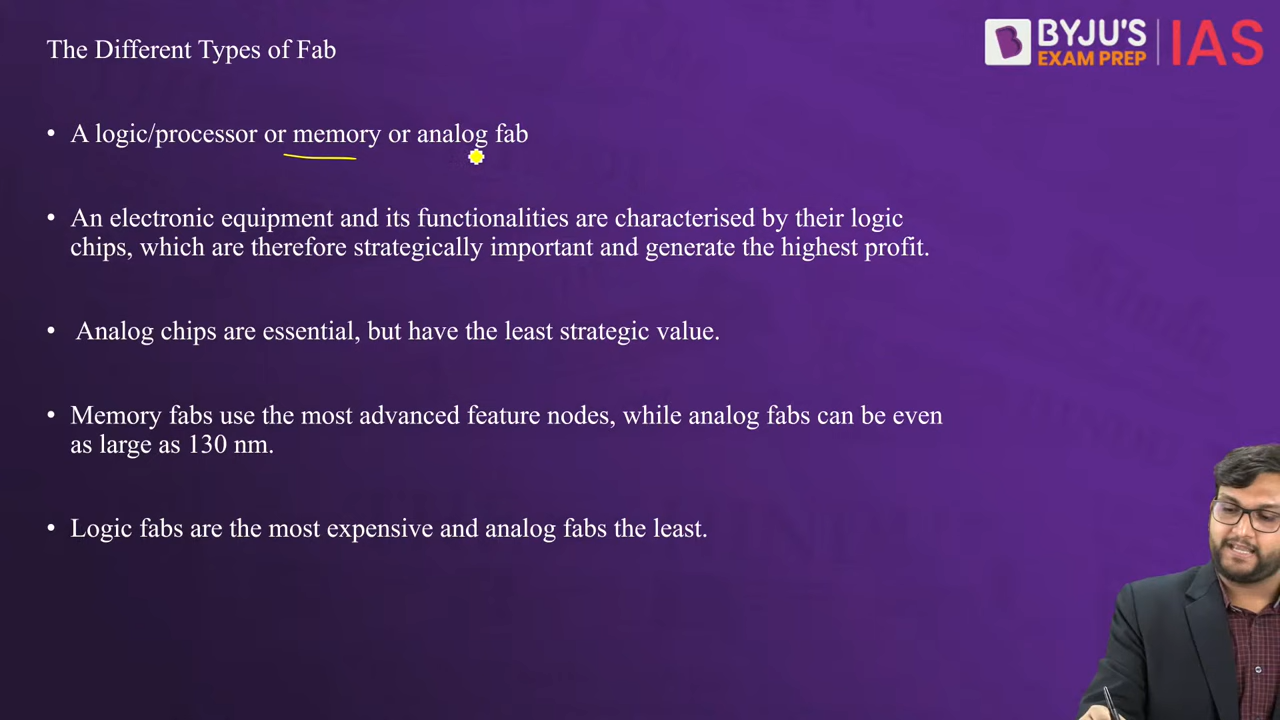 The Different Types of Fab
BYJU'S
EXAM PREP
IAS
• A logic/processor or memory or analog fab
• An electronic equipment and its functionalities are characterised by their logic
chips, which are therefore strategically important and generate the highest profit.
• Analog chips are essential, but have the least strategic value.
• Memory fabs use the most advanced feature nodes, while analog fabs can be even
as large as 130 nm.
• Logic fabs are the most expensive and analog fabs the least.